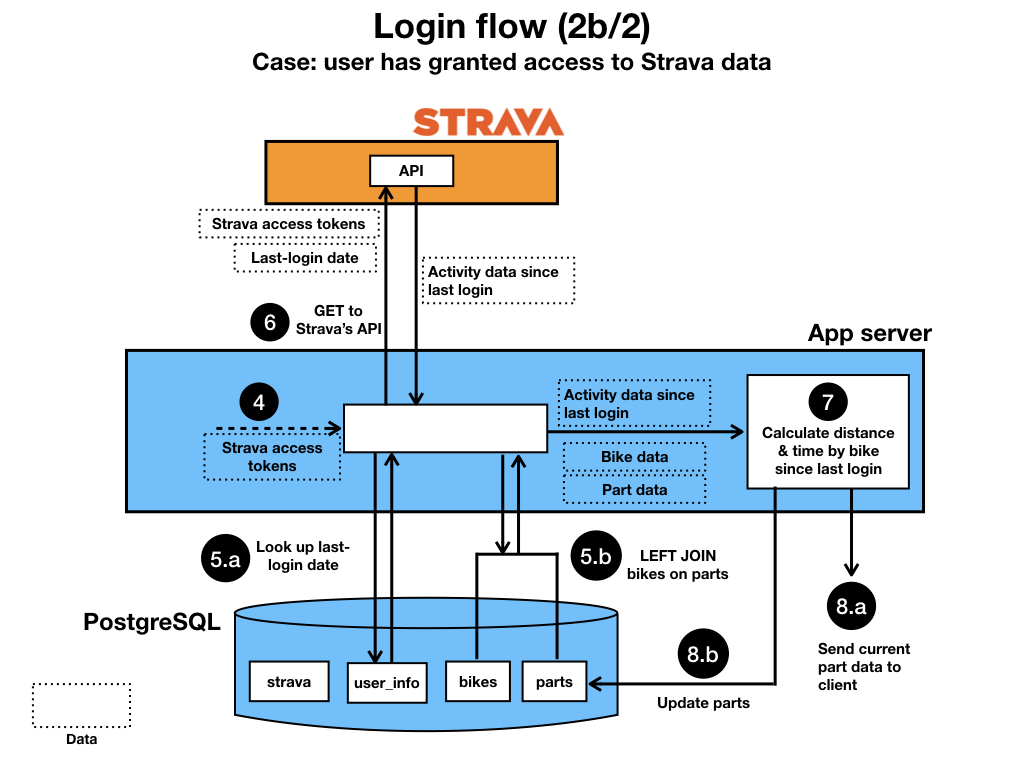 Login flow (2b/2)
Case: user has granted access to Strava data
STRAVA
API
Strava access tokens
Last-login date
Activity data since
last login
6
GET to
Strava's API
App server
4
Strava access
tokens
Activity data since
last login
Bike data
Part data
7
Calculate distance
& time by bike
since last login
5.a
Look up last-
login date
5.b
LEFT JOIN
bikes on parts
8.a
Send current
part data to
client
PostgreSQL
8.b
Update parts
strava
user_info
bikes
parts
Data